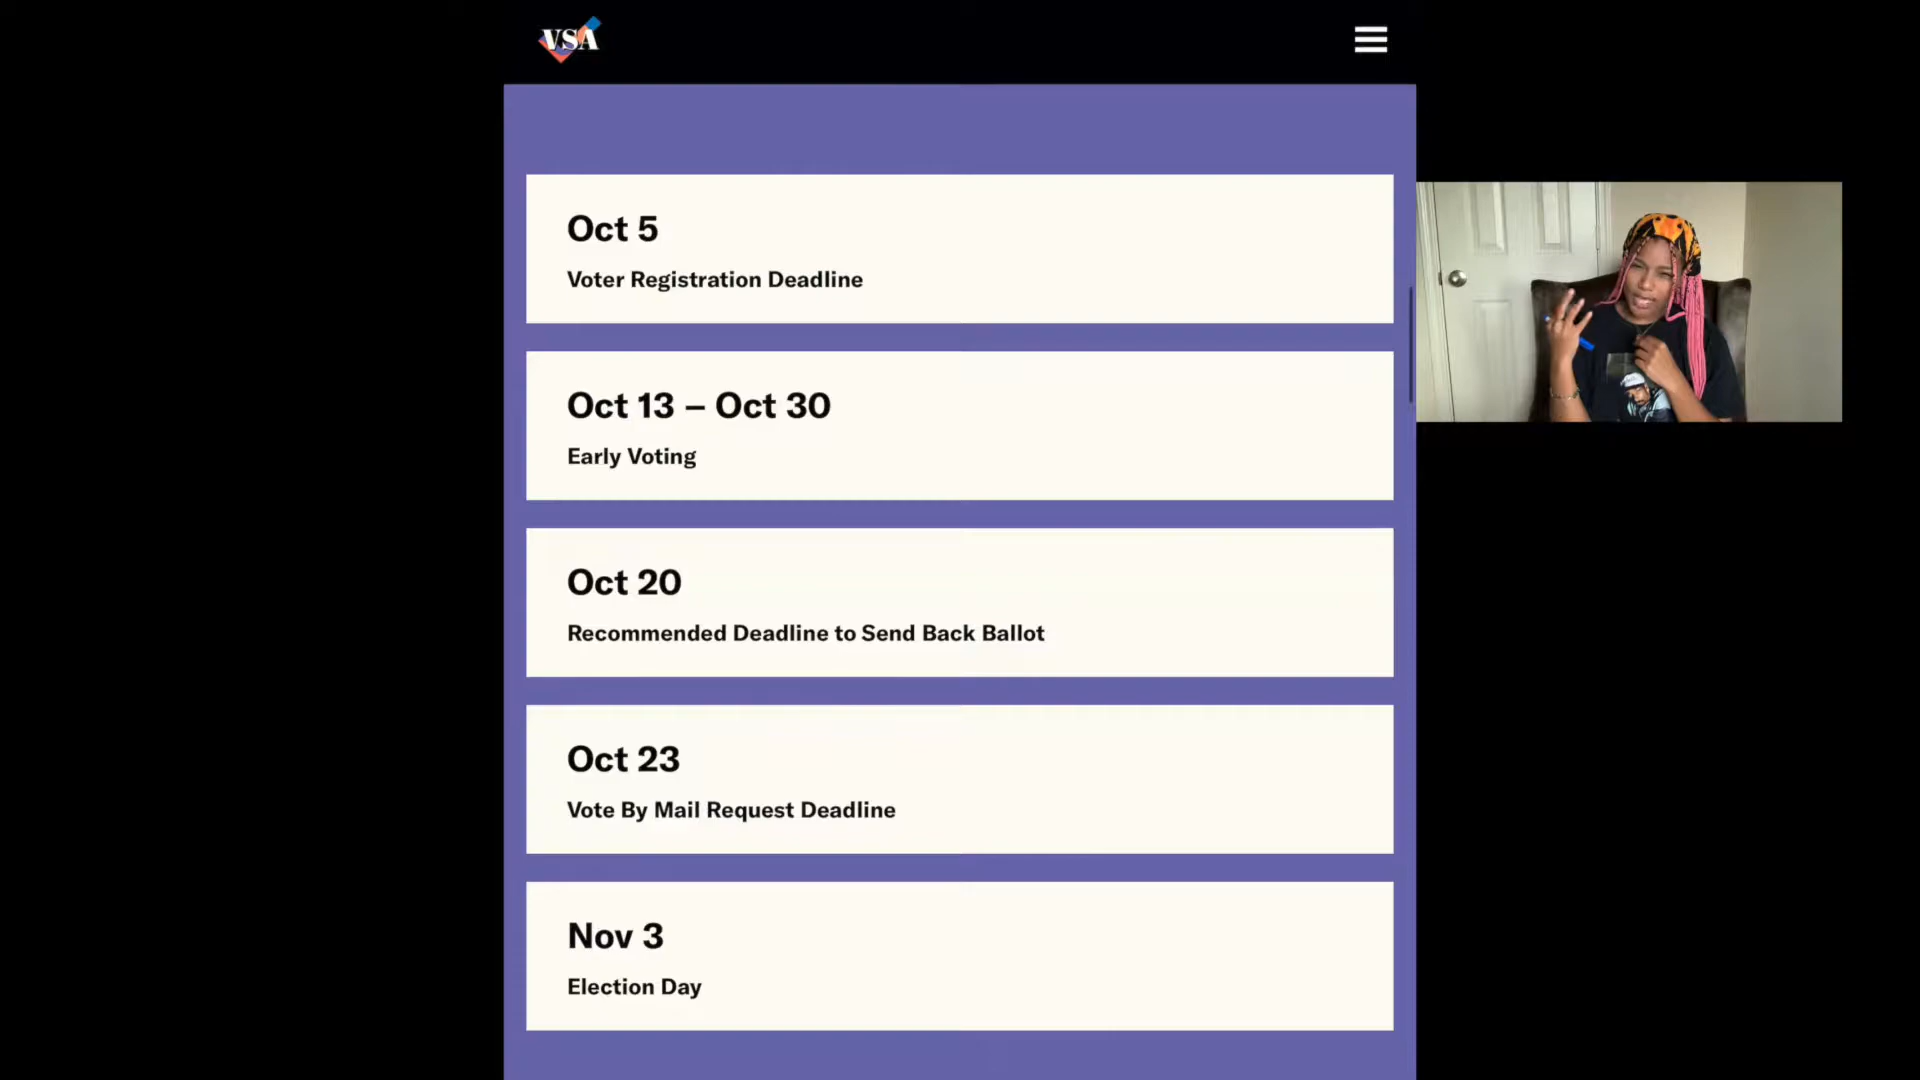 VSA
Oct 5
Voter Registration Deadline
Oct 13 – Oct 30
Early Voting
Oct 20
Recommended Deadline to Send Back Ballot
Oct 23
Vote By Mail Request Deadline
Nov 3
Election Day